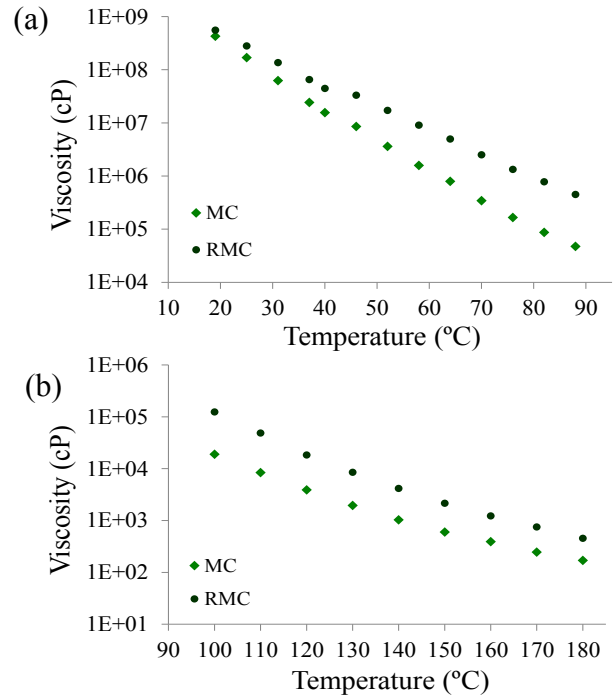 (a)
Viscosity (cP)
1E+09
1E+08
1E+07
1E+06
1E+05
1E+04
MC
RMC
10 20 30 40 50 60 70 80 90
Temperature (ºC)
(b)
Viscosity (cP)
1E+06
1E+05
1E+04
1E+03
1E+02
1E+01
MC
RMC
90 100 110 120 130 140 150 160 170 180
Temperature (ºC)